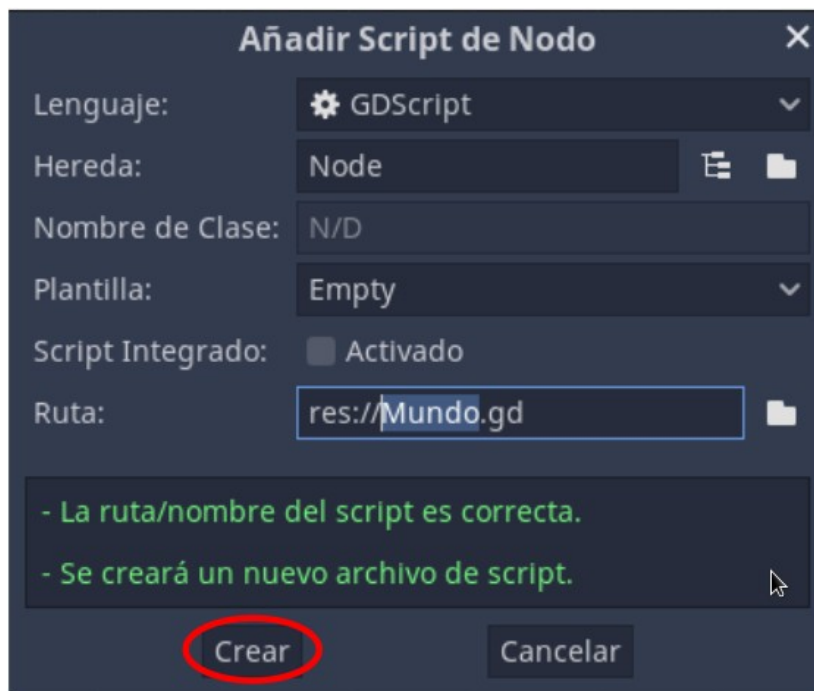 Añadir Script de Nodo
Lenguaje: GDScript
Hereda: Node
Nombre de Clase: N/D
Plantilla: Empty
Script Integrado: Activado
Ruta: res://Mundo.gd
- La ruta/nombre del script es correcta.
- Se creará un nuevo archivo de script.
Crear Cancelar